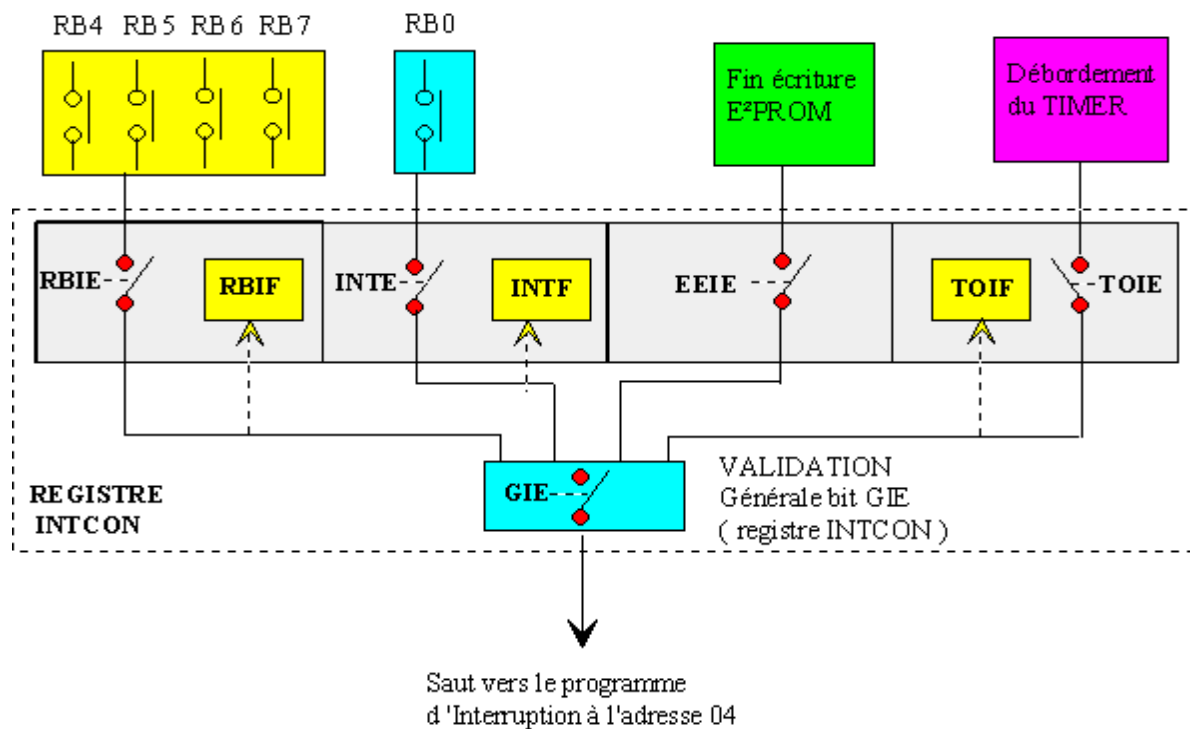 RB4 RB5 RB6 RB7
RB0
Fin écriture
E²PROM
Débordement
du TIMER
RBIE
RBIF
INTE
INTF
EEIE
TOIF
TOIE
GIE
REGISTRE
INTCON
VALIDATION
Générale bit GIE
( registre INTCON )
Saut vers le programme
d 'Interruption à l'adresse 04